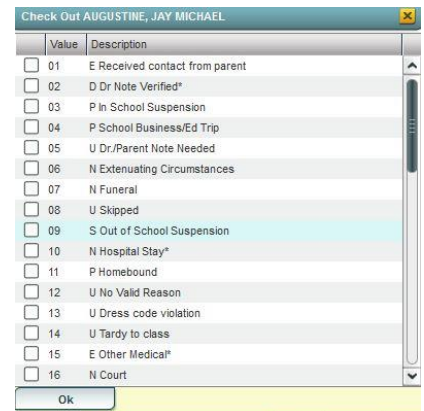 Check Out AUGUSTINE, JAY MICHAEL
Value Description
01 E Received contact from parent
02 D Dr Note Verified*
03 P In School Suspension
04 P School Business/Ed Trip
05 U Dr./Parent Note Needed
06 N Extenuating Circumstances
07 N Funeral
08 U Skipped
09 S Out of School Suspension
10 N Hospital Stay*
11 P Homebound
12 U No Valid Reason
13 U Dress code violation
14 U Tardy to class
15 E Other Medical*
16 N Court
Ok